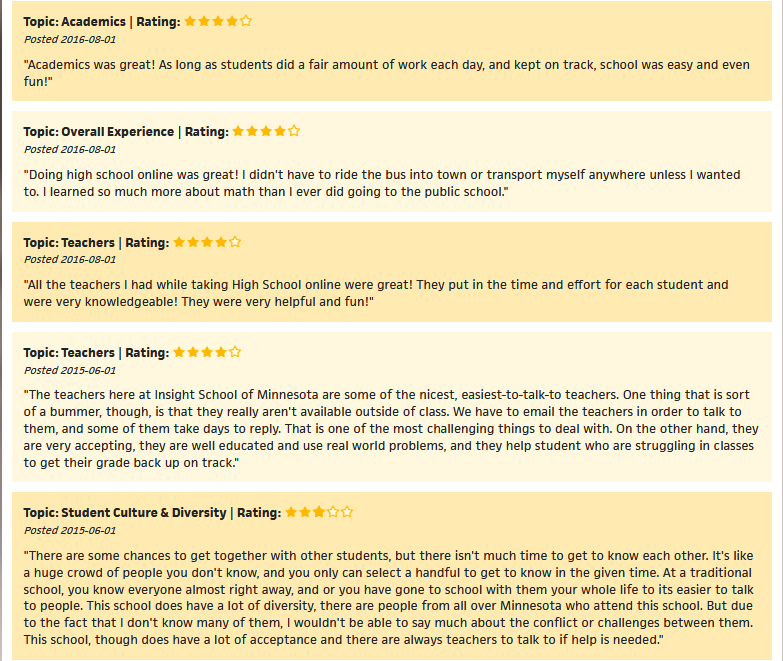 Topic: Academics | Rating:
Posted 2016-08-01
"Academics was great! As long as students did a fair amount of work each day, and kept on track, school was easy and even
fun!"
Topic: Overall Experience | Rating:
Posted 2016-08-01
"Doing high school online was great! I didn't have to ride the bus into town or transport myself anywhere unless I wanted
to. I learned so much more about math than I ever did going to the public school."
Topic: Teachers | Rating:
Posted 2016-08-01
"All the teachers I had while taking High School online were great! They put in the time and effort for each student and
were very knowledgeable! They were very helpful and fun!"
Topic: Teachers | Rating:
Posted 2015-06-01
"The teachers here at Insight School of Minnesota are some of the nicest, easiest-to-talk-to teachers. One thing that is sort
of a bummer, though, is that they really aren't available outside of class. We have to email the teachers in order to talk to
them, and some of them take days to reply. That is one of the most challenging things to deal with. On the other hand, they
are very accepting, they are well educated and use real world problems, and they help student who are struggling in classes
to get their grade back up on track."
Topic: Student Culture & Diversity | Rating:
Posted 2015-06-01
"There are some chances to get together with other students, but there isn't much time to get to know each other. It's like
a huge crowd of people you don't know, and you only can select a handful to get to know in the given time. At a traditional
school, you know everyone almost right away, and or you have gone to school with them your whole life to its easier to talk
to people. This school does have a lot of diversity, there are people from all over Minnesota who attend this school. But due
to the fact that I don't know many of them, I wouldn't be able to say much about the conflict or challenges between them.
This school, though does have a lot of acceptance and there are always teachers to talk to if help is needed."